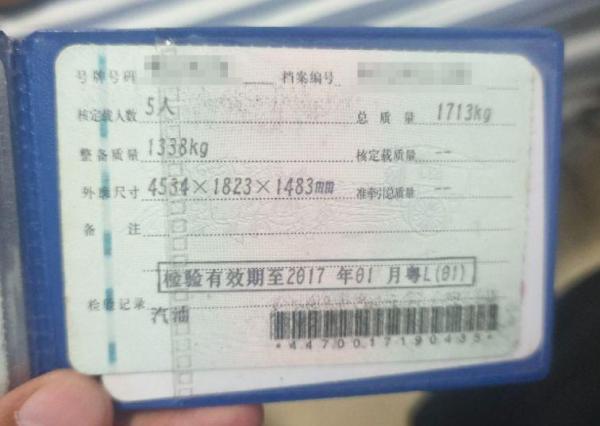 号牌号码 档案编号
核定载人数 5人 总质量 1713kg
整备质量 1338kg 核定载质量 --
外廓尺寸 4534×1823×1483mm 准牵引总质量 --
备注
检验有效期至2017 年01 月粤L(01)
检验记录
汽油
*4470017190435*